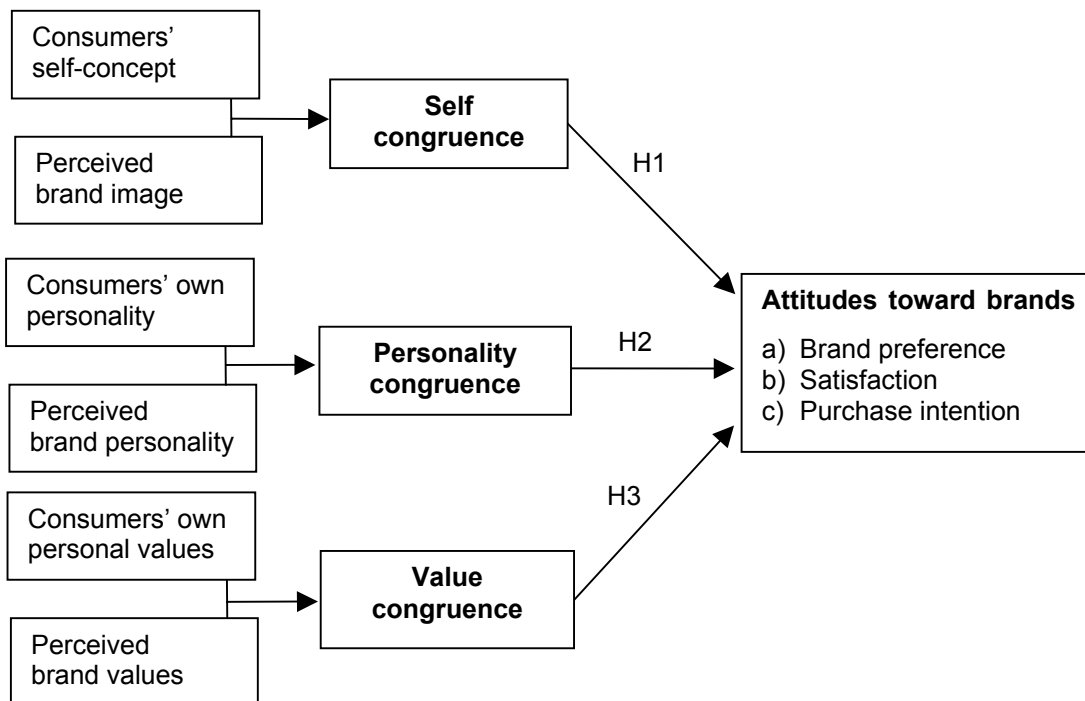 Consumers’
self-concept
Perceived
brand image
Self
congruence
H1
Consumers’ own
personality
Perceived
brand personality
Personality
congruence
H2
Attitudes toward brands
a) Brand preference
b) Satisfaction
c) Purchase intention
Consumers’ own
personal values
Perceived
brand values
Value
congruence
H3